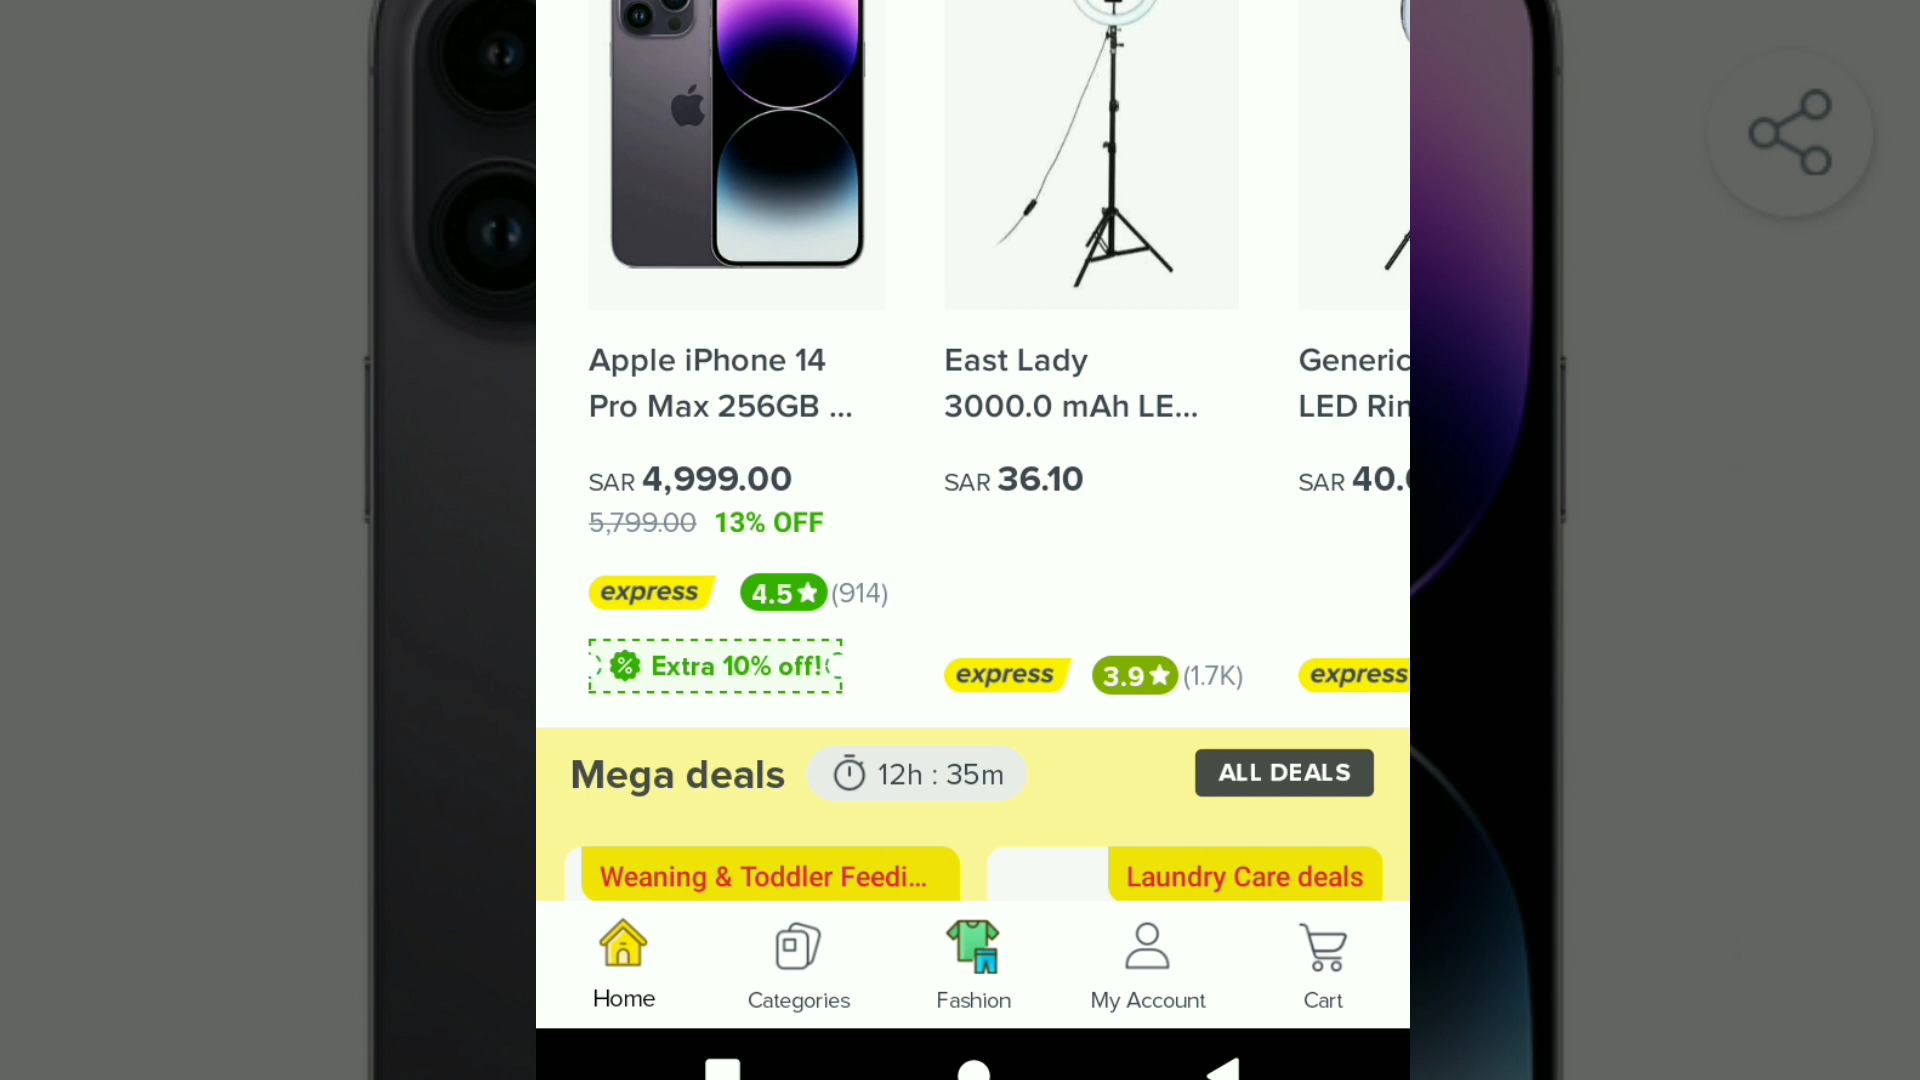 Apple iPhone 14
Pro Max 256GB ...
SAR 4,999.00
5,799.00 13% OFF
express 4.5 (914)
Extra 10% off!
East Lady
3000.0 mAh LE...
SAR 36.10
express 3.9 (1.7K)
Generic
LED Rin
SAR 40.
express
Mega deals 12h : 35m ALL DEALS
Weaning & Toddler Feedi...
Laundry Care deals
Home Categories Fashion My Account Cart